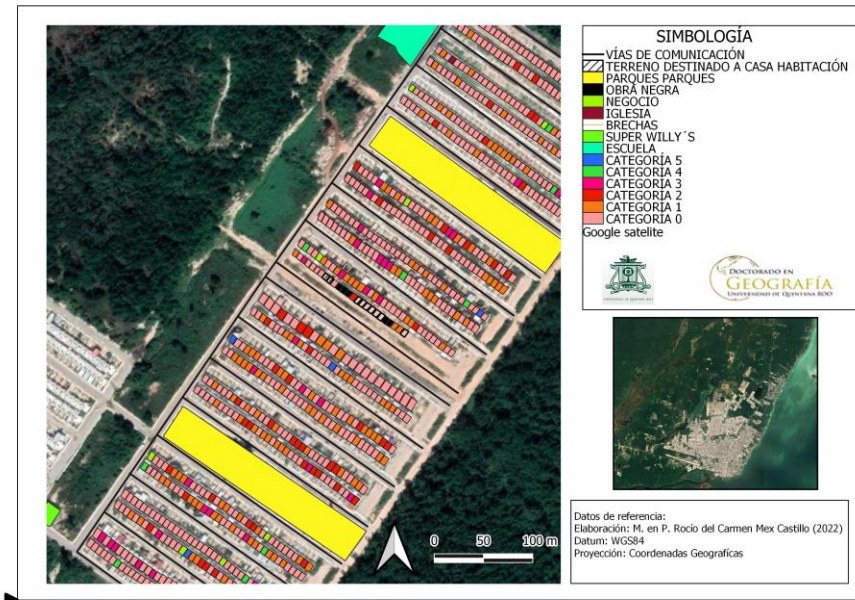 SIMBOLOGÍA
VÍAS DE COMUNICACIÓN
TERRENO DESTINADO A CASA HABITACIÓN
PARQUES PARQUES
OBRA NEGRA
NEGOCIO
IGLESIA
BRECHAS
SUPER WILLY´S
ESCUELA
CATEGORÍA 5
CATEGORÍA 4
CATEGORÍA 3
CATEGORÍA 2
CATEGORÍA 1
CATEGORÍA 0
Google satelite
DOCTORADO EN
GEOGRAFÍA
UNIVERSIDAD DE QUINTANA ROO
0 50 100 m
Datos de referencia:
Elaboración: M. en P. Rocío del Carmen Mex Castillo (2022)
Datum: WGS84
Proyección: Coordenadas Geografícas